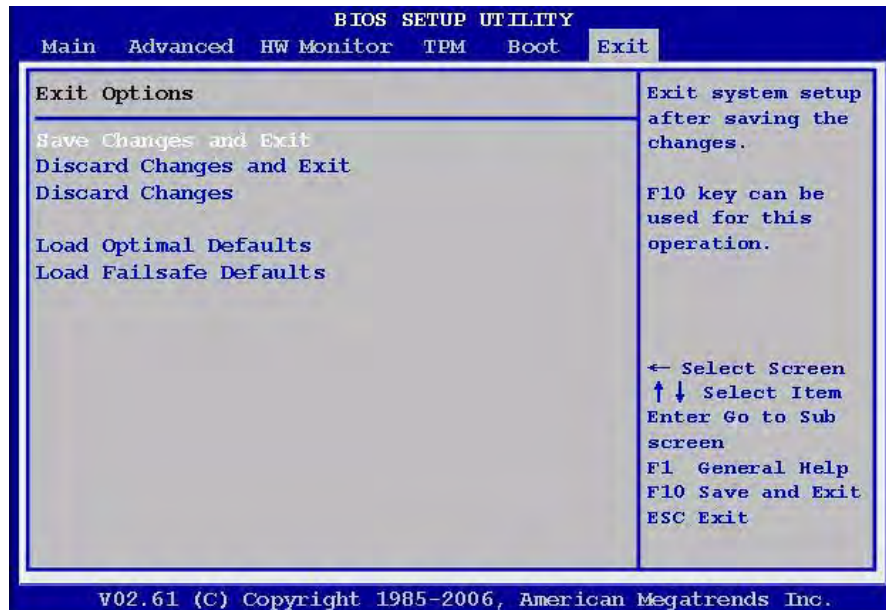 BIOS SETUP UTILITY
Main Advanced HW Monitor TPM Boot Exit
Exit Options
Save Changes and Exit
Discard Changes and Exit
Discard Changes
Load Optimal Defaults
Load Failsafe Defaults
Exit system setup
after saving the
changes.
F10 key can be
used for this
operation.
← Select Screen
↑↓ Select Item
Enter Go to Sub
screen
F1 General Help
F10 Save and Exit
ESC Exit
V02.61 (C) Copyright 1985-2006, American Megatrends Inc.